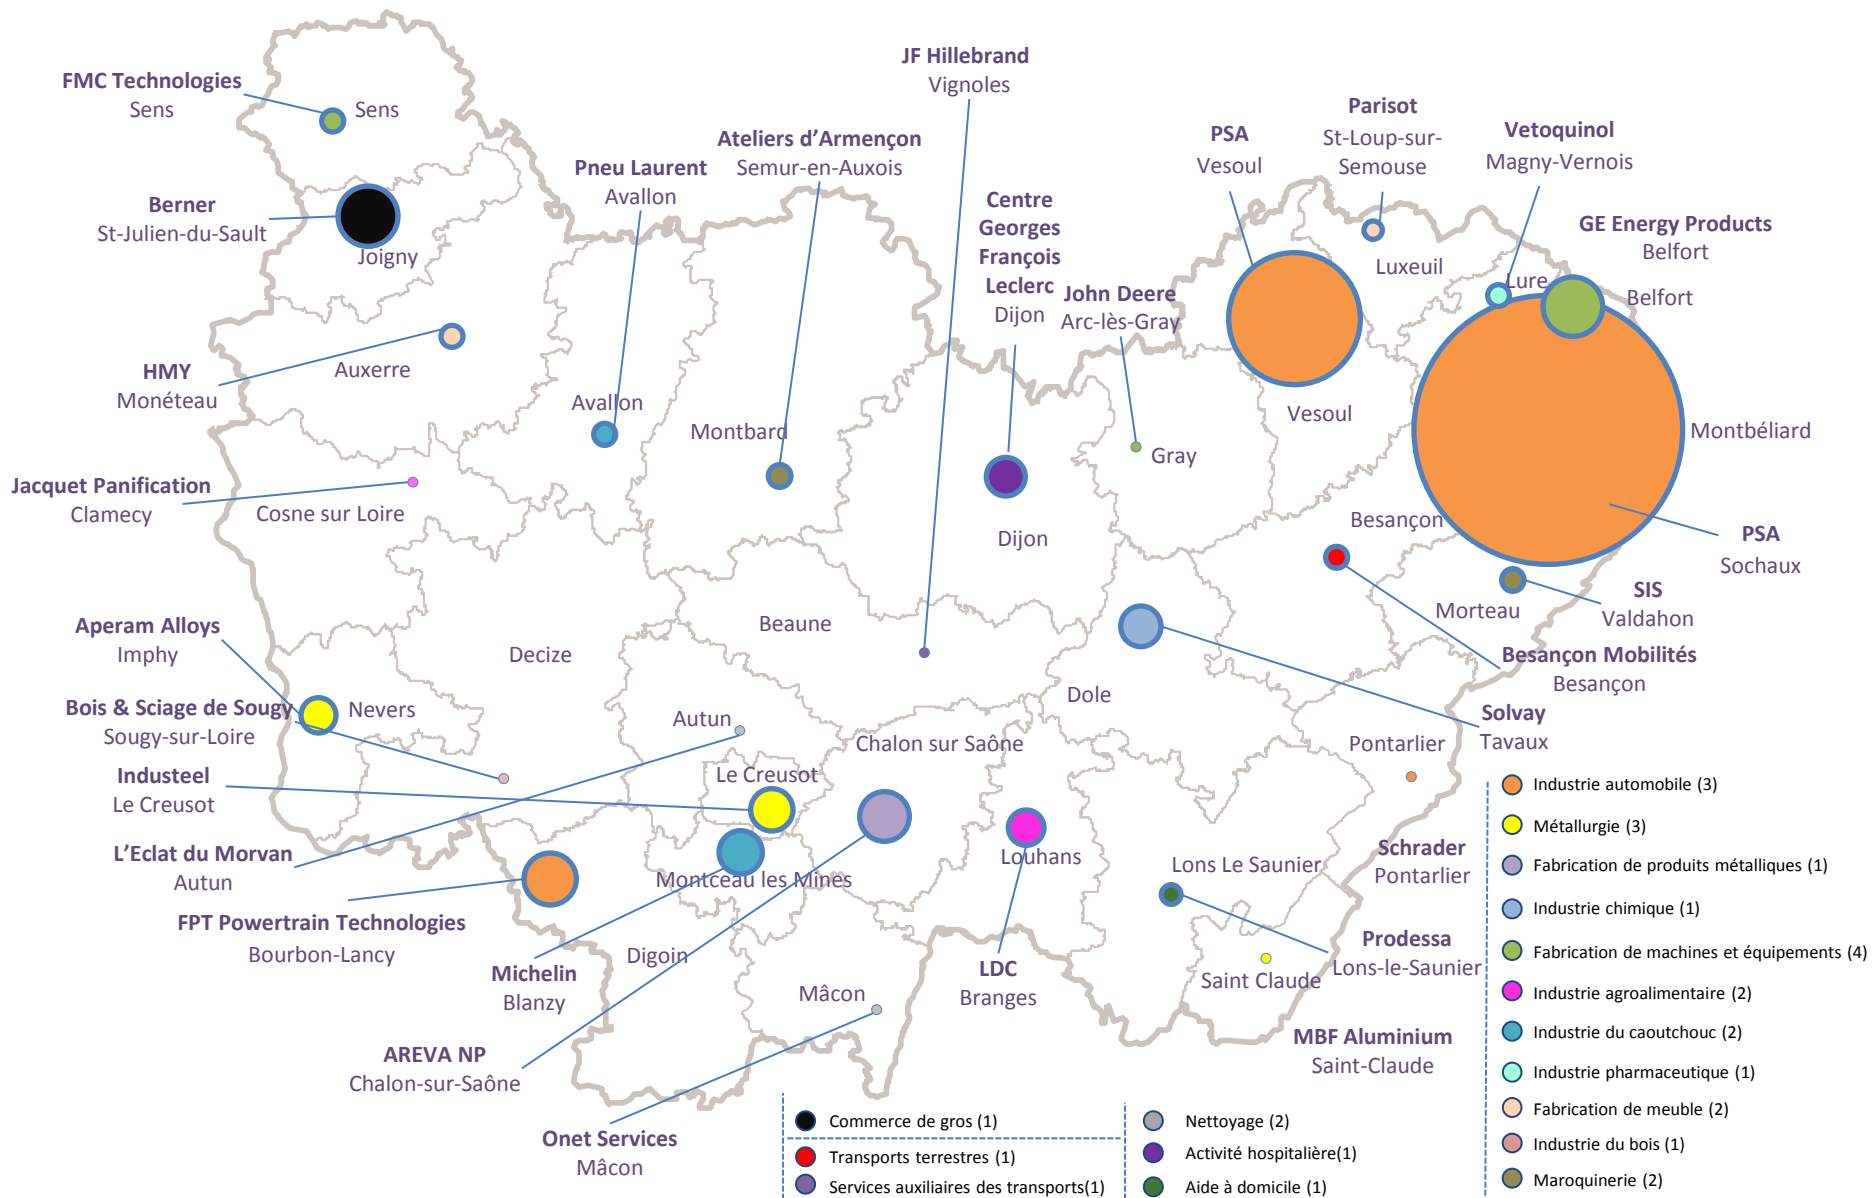 JF Hillebrand
Vignoles
FMC Technologies
Sens
Sens
Ateliers d'Armençon
Semur-en-Auxois
Pneu Laurent
Avallon
PSA
Vesoul
Parisot
St-Loup-sur-
Semouse
Vetoquinol
Magny-Vernois
Berner
St-Julien-du-Sault
Joigny
Centre
Georges
François
Leclerc
Dijon
GE Energy Products
Belfort
Luxeuil
Lure
Belfort
John Deere
Arc-lès-Gray
HMY
Monéteau
Auxerre
Avallon
Montbard
Vesoul
Montbéliard
Gray
Jacquet Panification
Clamecy
Cosne sur Loire
Dijon
Besançon
PSA
Sochaux
SIS
Valdahon
Morteau
Aperam Alloys
Imphy
Decize
Beaune
Besançon Mobilités
Besançon
Dole
Bois & Sciage de Sougy
Sougy-sur-Loire
Nevers
Autun
Chalon sur Saône
Solvay
Tavaux
Pontarlier
Industeel
Le Creusot
Le Creusot
L'Eclat du Morvan
Autun
Montceau les Mines
Louhans
Lons Le Saunier
Schrader
Pontarlier
FPT Powertrain Technologies
Bourbon-Lancy
Digoin
Michelin
Blanzy
Mâcon
LDC
Branges
Prodessa
Lons-le-Saunier
Saint Claude
AREVA NP
Chalon-sur-Saône
MBF Aluminium
Saint-Claude
Onet Services
Mâcon
Industrie automobile (3)
Métallurgie (3)
Fabrication de produits métalliques (1)
Industrie chimique (1)
Fabrication de machines et équipements (4)
Industrie agroalimentaire (2)
Industrie du caoutchouc (2)
Industrie pharmaceutique (1)
Fabrication de meuble (2)
Industrie du bois (1)
Maroquinerie (2)
Commerce de gros (1)
Transports terrestres (1)
Services auxiliaires des transports(1)
Nettoyage (2)
Activité hospitalière(1)
Aide à domicile (1)